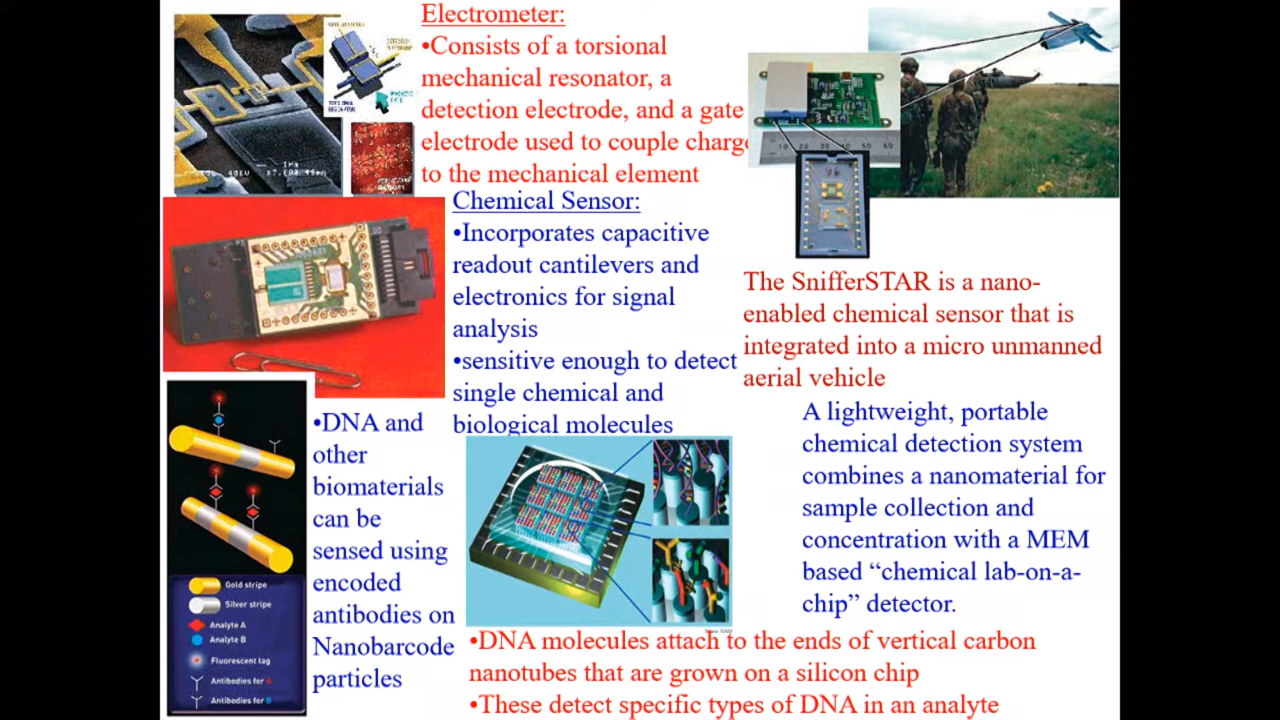 Electrometer:
•Consists of a torsional
mechanical resonator, a
detection electrode, and a gate
electrode used to couple charge
to the mechanical element
Chemical Sensor:
•Incorporates capacitive
readout cantilevers and
electronics for signal
analysis
•sensitive enough to detect
single chemical and
biological molecules
•DNA and
other
biomaterials
can be
sensed using
encoded
antibodies on
Nanobarcode
particles
Gold stripe
Silver stripe
Analyte A
Analyte B
Fluorescent tag
Antibodies for A
Antibodies for B
•DNA molecules attach to the ends of vertical carbon
nanotubes that are grown on a silicon chip
•These detect specific types of DNA in an analyte
10 20 30 40 50 60
The SnifferSTAR is a nano-
enabled chemical sensor that is
integrated into a micro unmanned
aerial vehicle
A lightweight, portable
chemical detection system
combines a nanomaterial for
sample collection and
concentration with a MEM
based “chemical lab-on-a-
chip” detector.